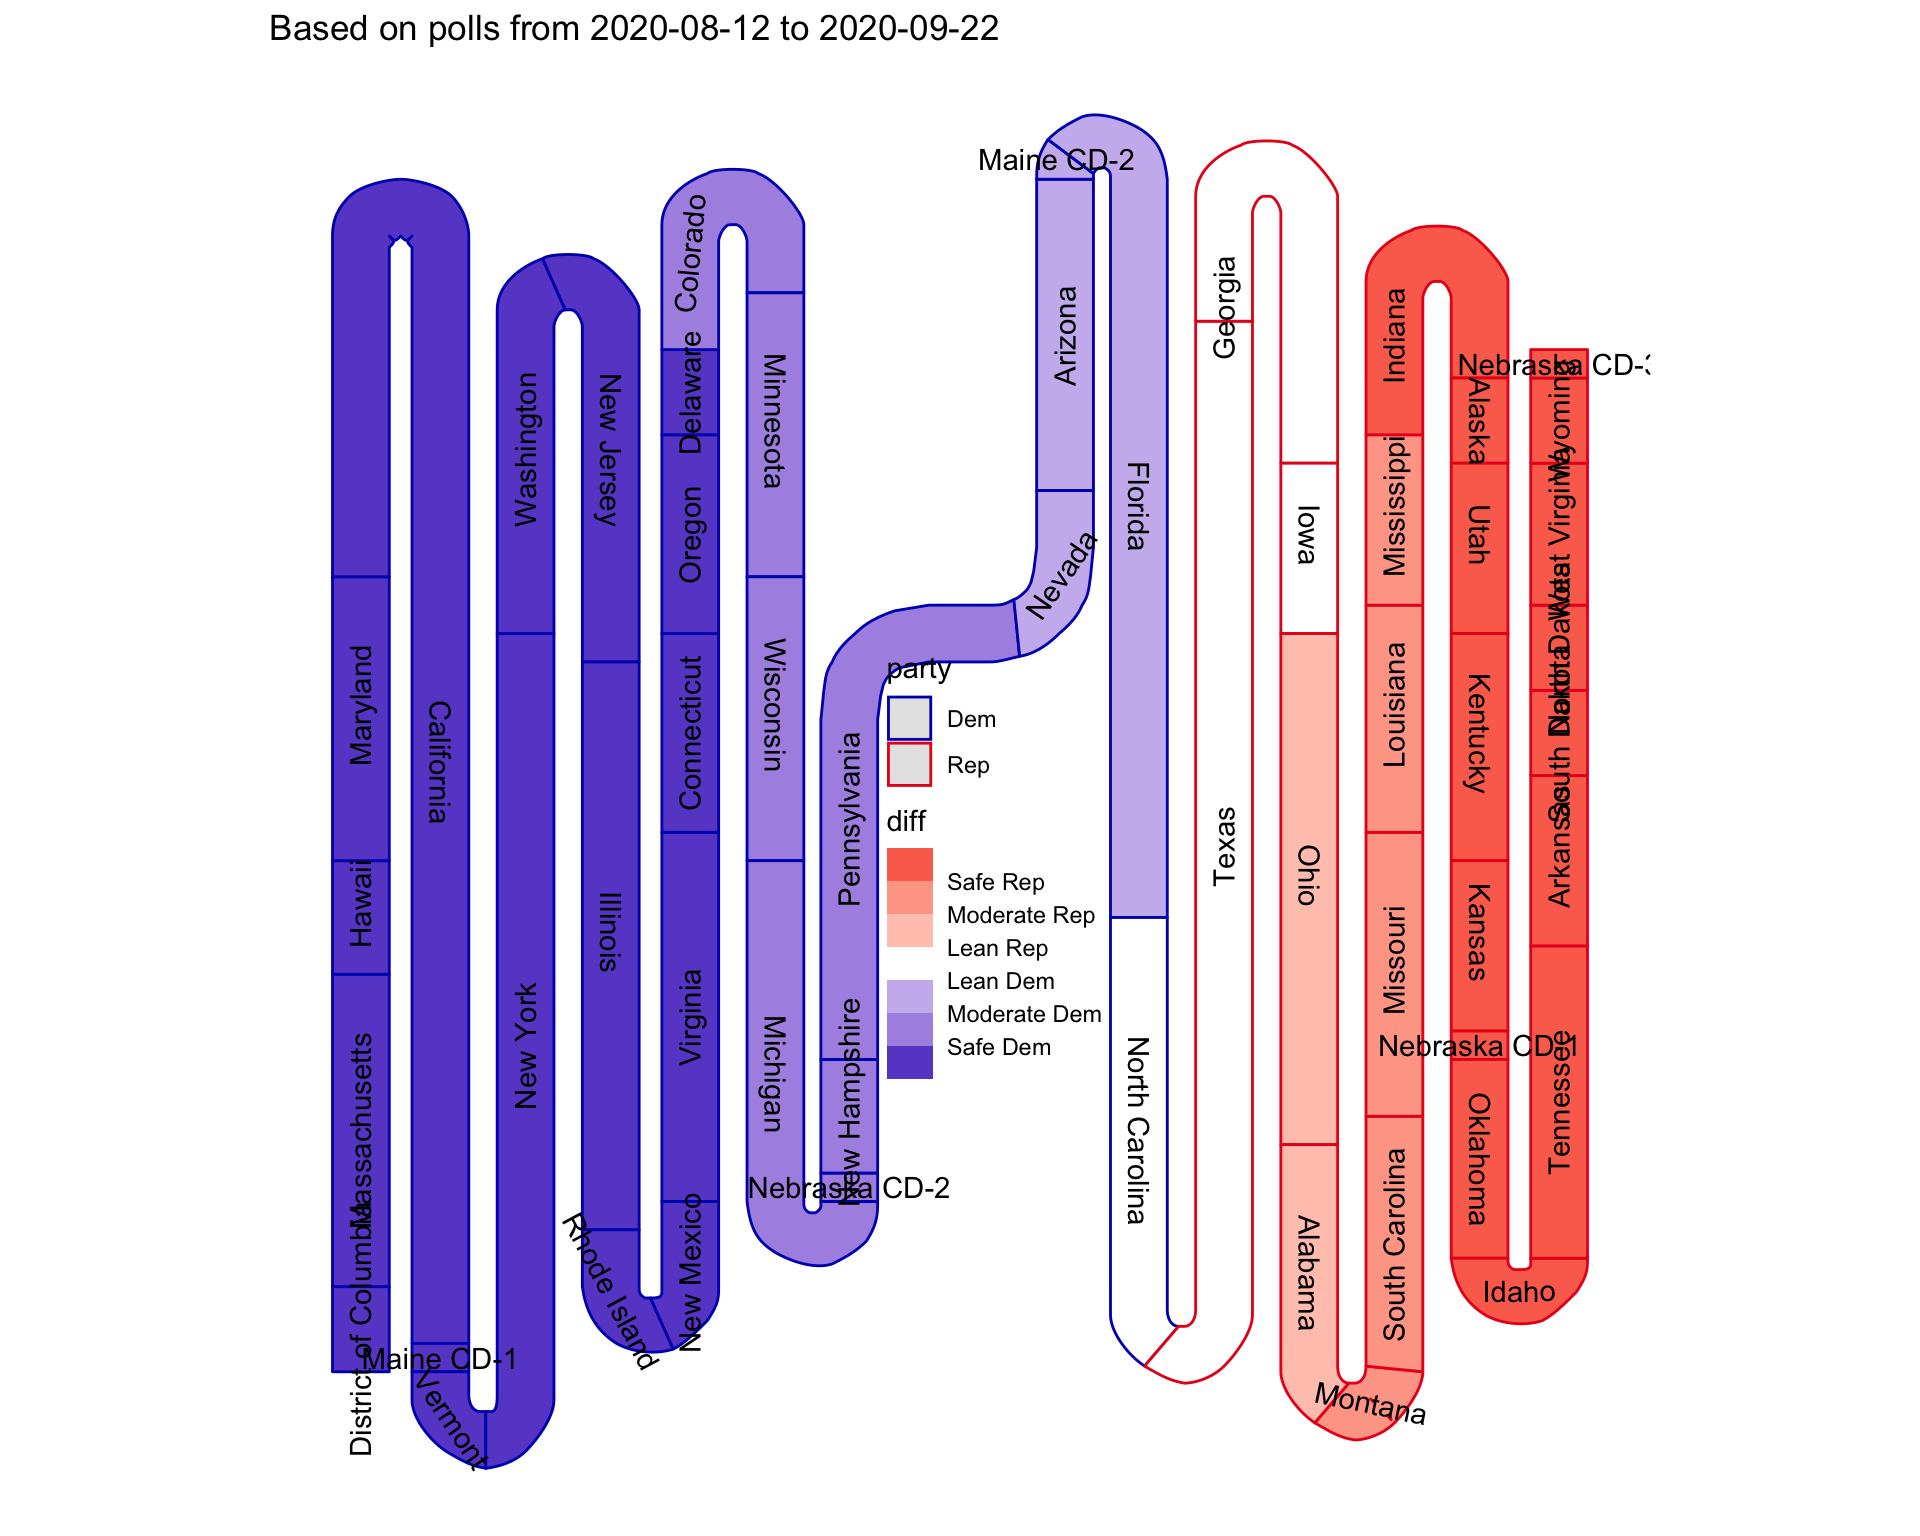 Based on polls from 2020-08-12 to 2020-09-22
District of Columbia
Massachusetts
Hawaii
Maryland
California
Maine CD-1
Vermont
New York
Washington
New Jersey
Illinois
Rhode Island
New Mexico
Virginia
Connecticut
Oregon
Delaware
Colorado
Minnesota
Wisconsin
Michigan
Nebraska CD-2
New Hampshire
Pennsylvania
Nevada
Arizona
Maine CD-2
Florida
North Carolina
Texas
Georgia
Iowa
Ohio
Alabama
Montana
South Carolina
Missouri
Louisiana
Mississippi
Indiana
Alaska
Utah
Kentucky
Kansas
Nebraska CD-1
Oklahoma
Idaho
Tennessee
Arkansas
South Dakota
North Dakota
West Virginia
Wyoming
Nebraska CD-3
party
Dem
Rep
diff
Safe Rep
Moderate Rep
Lean Rep
Lean Dem
Moderate Dem
Safe Dem